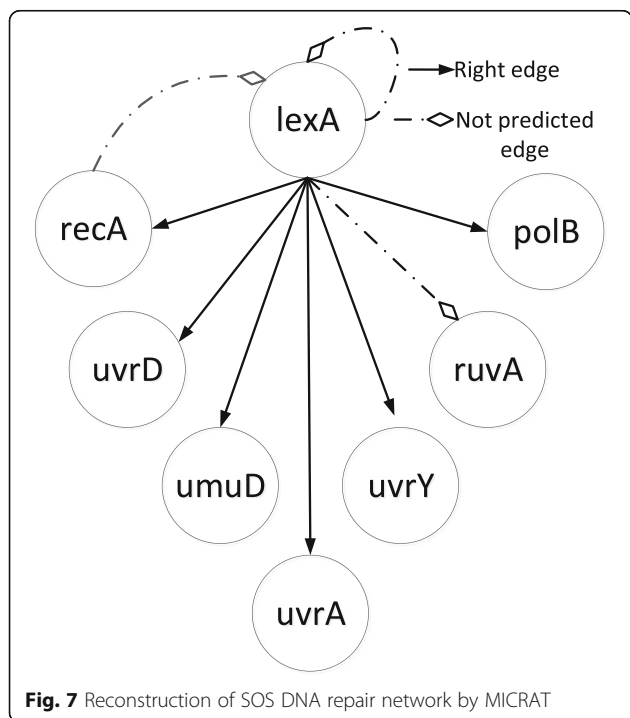 lexA
Right edge
Not predicted
edge
recA
polB
uvrD
ruvA
umuD
uvrY
uvrA
Fig. 7 Reconstruction of SOS DNA repair network by MICRAT